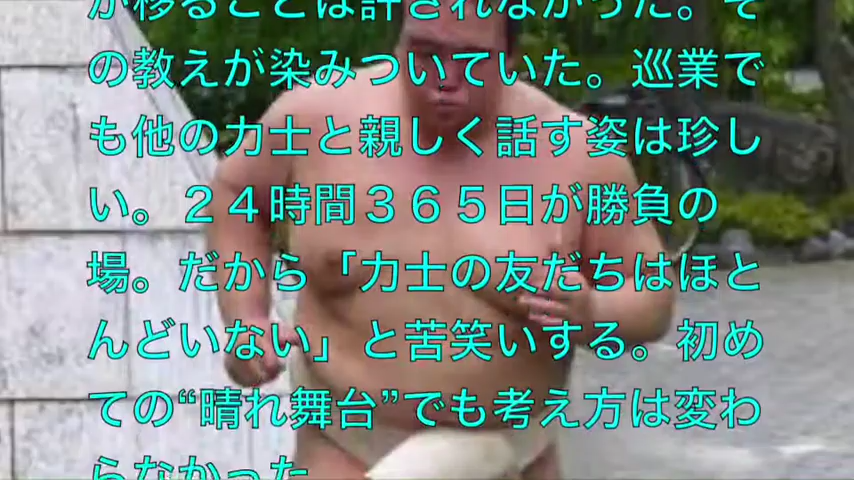 が移ることは許されなかった。そ
の教えが染みついていた。巡業で
も他の力士と親しく話す姿は珍し
い。２４時間３６５日が勝負の
場。だから「力士の友だちはほと
んどいない」と苦笑いする。初め
ての“晴れ舞台”でも考え方は変わ
らなかった